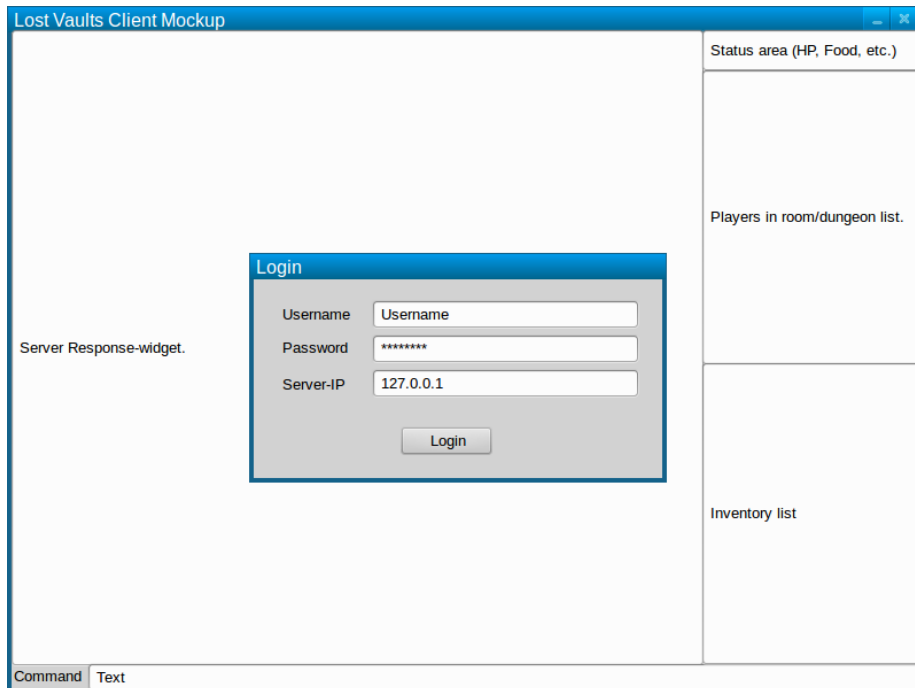 Lost Vaults Client Mockup
Status area (HP, Food, etc.)
Players in room/dungeon list.
Login
Username Username
Password ********
Server-IP 127.0.0.1
Login
Server Response-widget.
Inventory list
Command Text